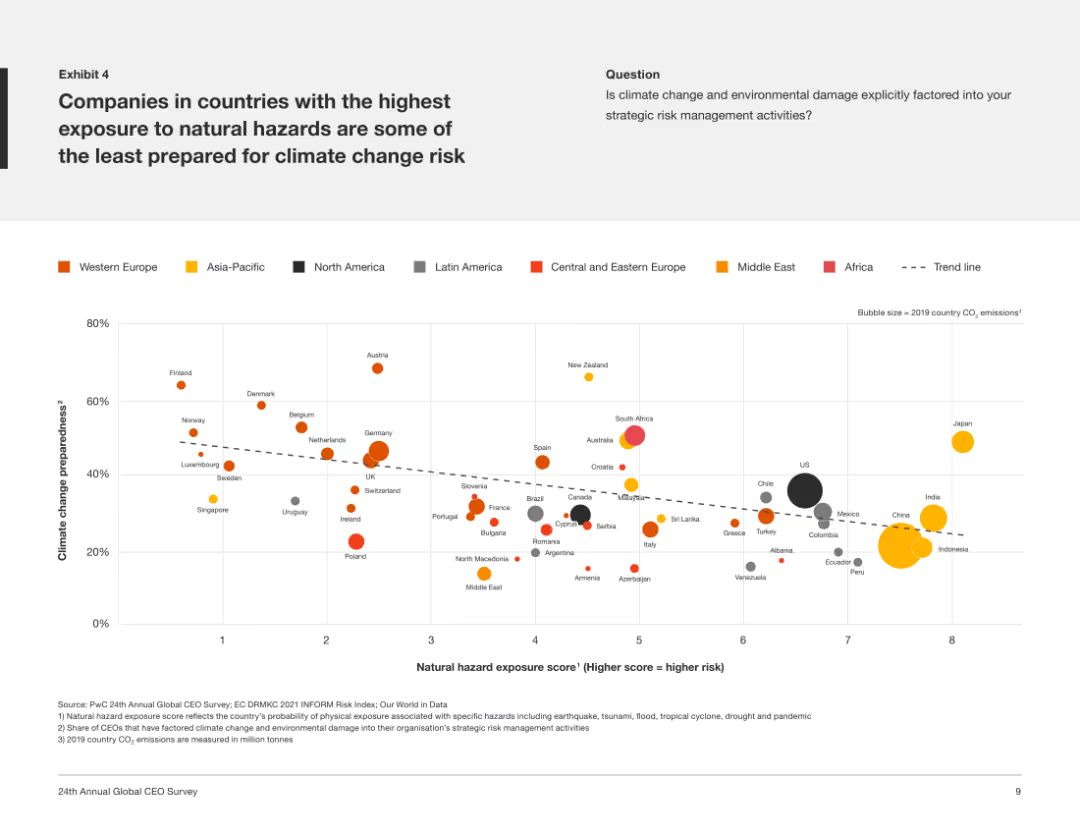 Exhibit 4
Companies in countries with the highest
exposure to natural hazards are some of
the least prepared for climate change risk
Question
Is climate change and environmental damage explicitly factored into your
strategic risk management activities?
Western Europe
Asia-Pacific
North America
Latin America
Central and Eastern Europe
Middle East
Africa
Trend line
Bubble size = 2019 country CO2 emissions¹
Climate change preparedness²
80%
60%
40%
20%
0%
Finland
Norway
Luxembourg
Sweden
Singapore
Denmark
Belgium
Uruguay
Netherlands
Austria
Germany
UK
Switzerland
Ireland
Poland
Slovenia
Portugal
France
Bulgaria
North Macedonia
Middle East
Spain
Brazil
Canada
Cyprus
Serbia
Romania
Argentina
Armenia
New Zealand
South Africa
Australia
Croatia
Malaysia
Sri Lanka
Italy
Azerbaijan
Greece
Turkey
Chile
US
Mexico
Colombia
Albania
Venezuela
Ecuador
Peru
China
India
Indonesia
Japan
1
2
3
4
5
6
7
8
Natural hazard exposure score¹ (Higher score = higher risk)
Source: PwC 24th Annual Global CEO Survey; EC DRMKC 2021 INFORM Risk Index; Our World in Data
1) Natural hazard exposure score reflects the country's probability of physical exposure associated with specific hazards including earthquake, tsunami, flood, tropical cyclone, drought and pandemic
2) Share of CEOs that have factored climate change and environmental damage into their organisation's strategic risk management activities
3) 2019 country CO2 emissions are measured in million tonnes
24th Annual Global CEO Survey
9